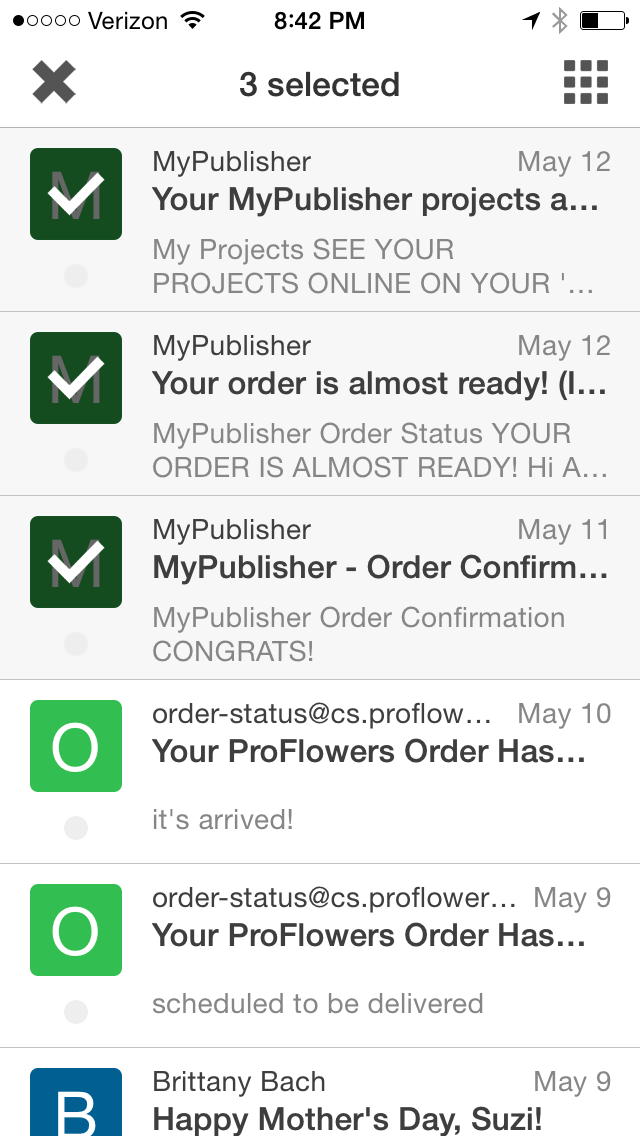 Verizon 8:42 PM
3 selected
M MyPublisher May 12
Your MyPublisher projects a...
My Projects SEE YOUR
PROJECTS ONLINE ON YOUR '...
M MyPublisher May 12
Your order is almost ready! (I...
MyPublisher Order Status YOUR
ORDER IS ALMOST READY! Hi A...
M MyPublisher May 11
MyPublisher - Order Confirm...
MyPublisher Order Confirmation
CONGRATS!
O order-status@cs.proflow... May 10
Your ProFlowers Order Has...
it's arrived!
O order-status@cs.proflower... May 9
Your ProFlowers Order Has...
scheduled to be delivered
B Brittany Bach May 9
Happy Mother's Day, Suzi!